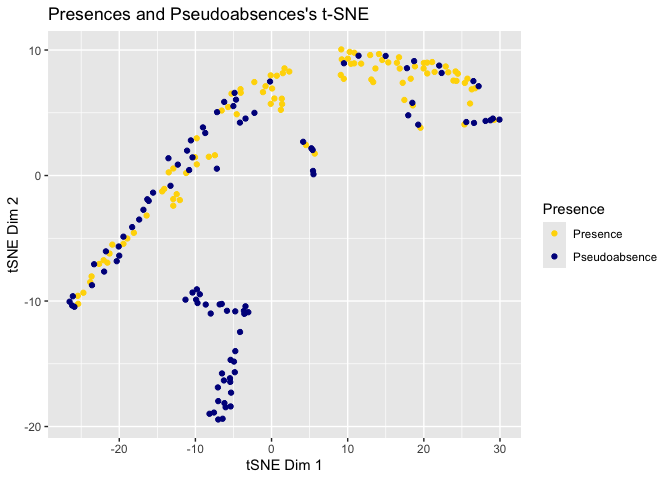 Presences and Pseudoabsences's t-SNE
10
0
-10
-20
tSNE Dim 2
-20 -10 0 10 20 30
tSNE Dim 1
Presence
Presence
Pseudoabsence